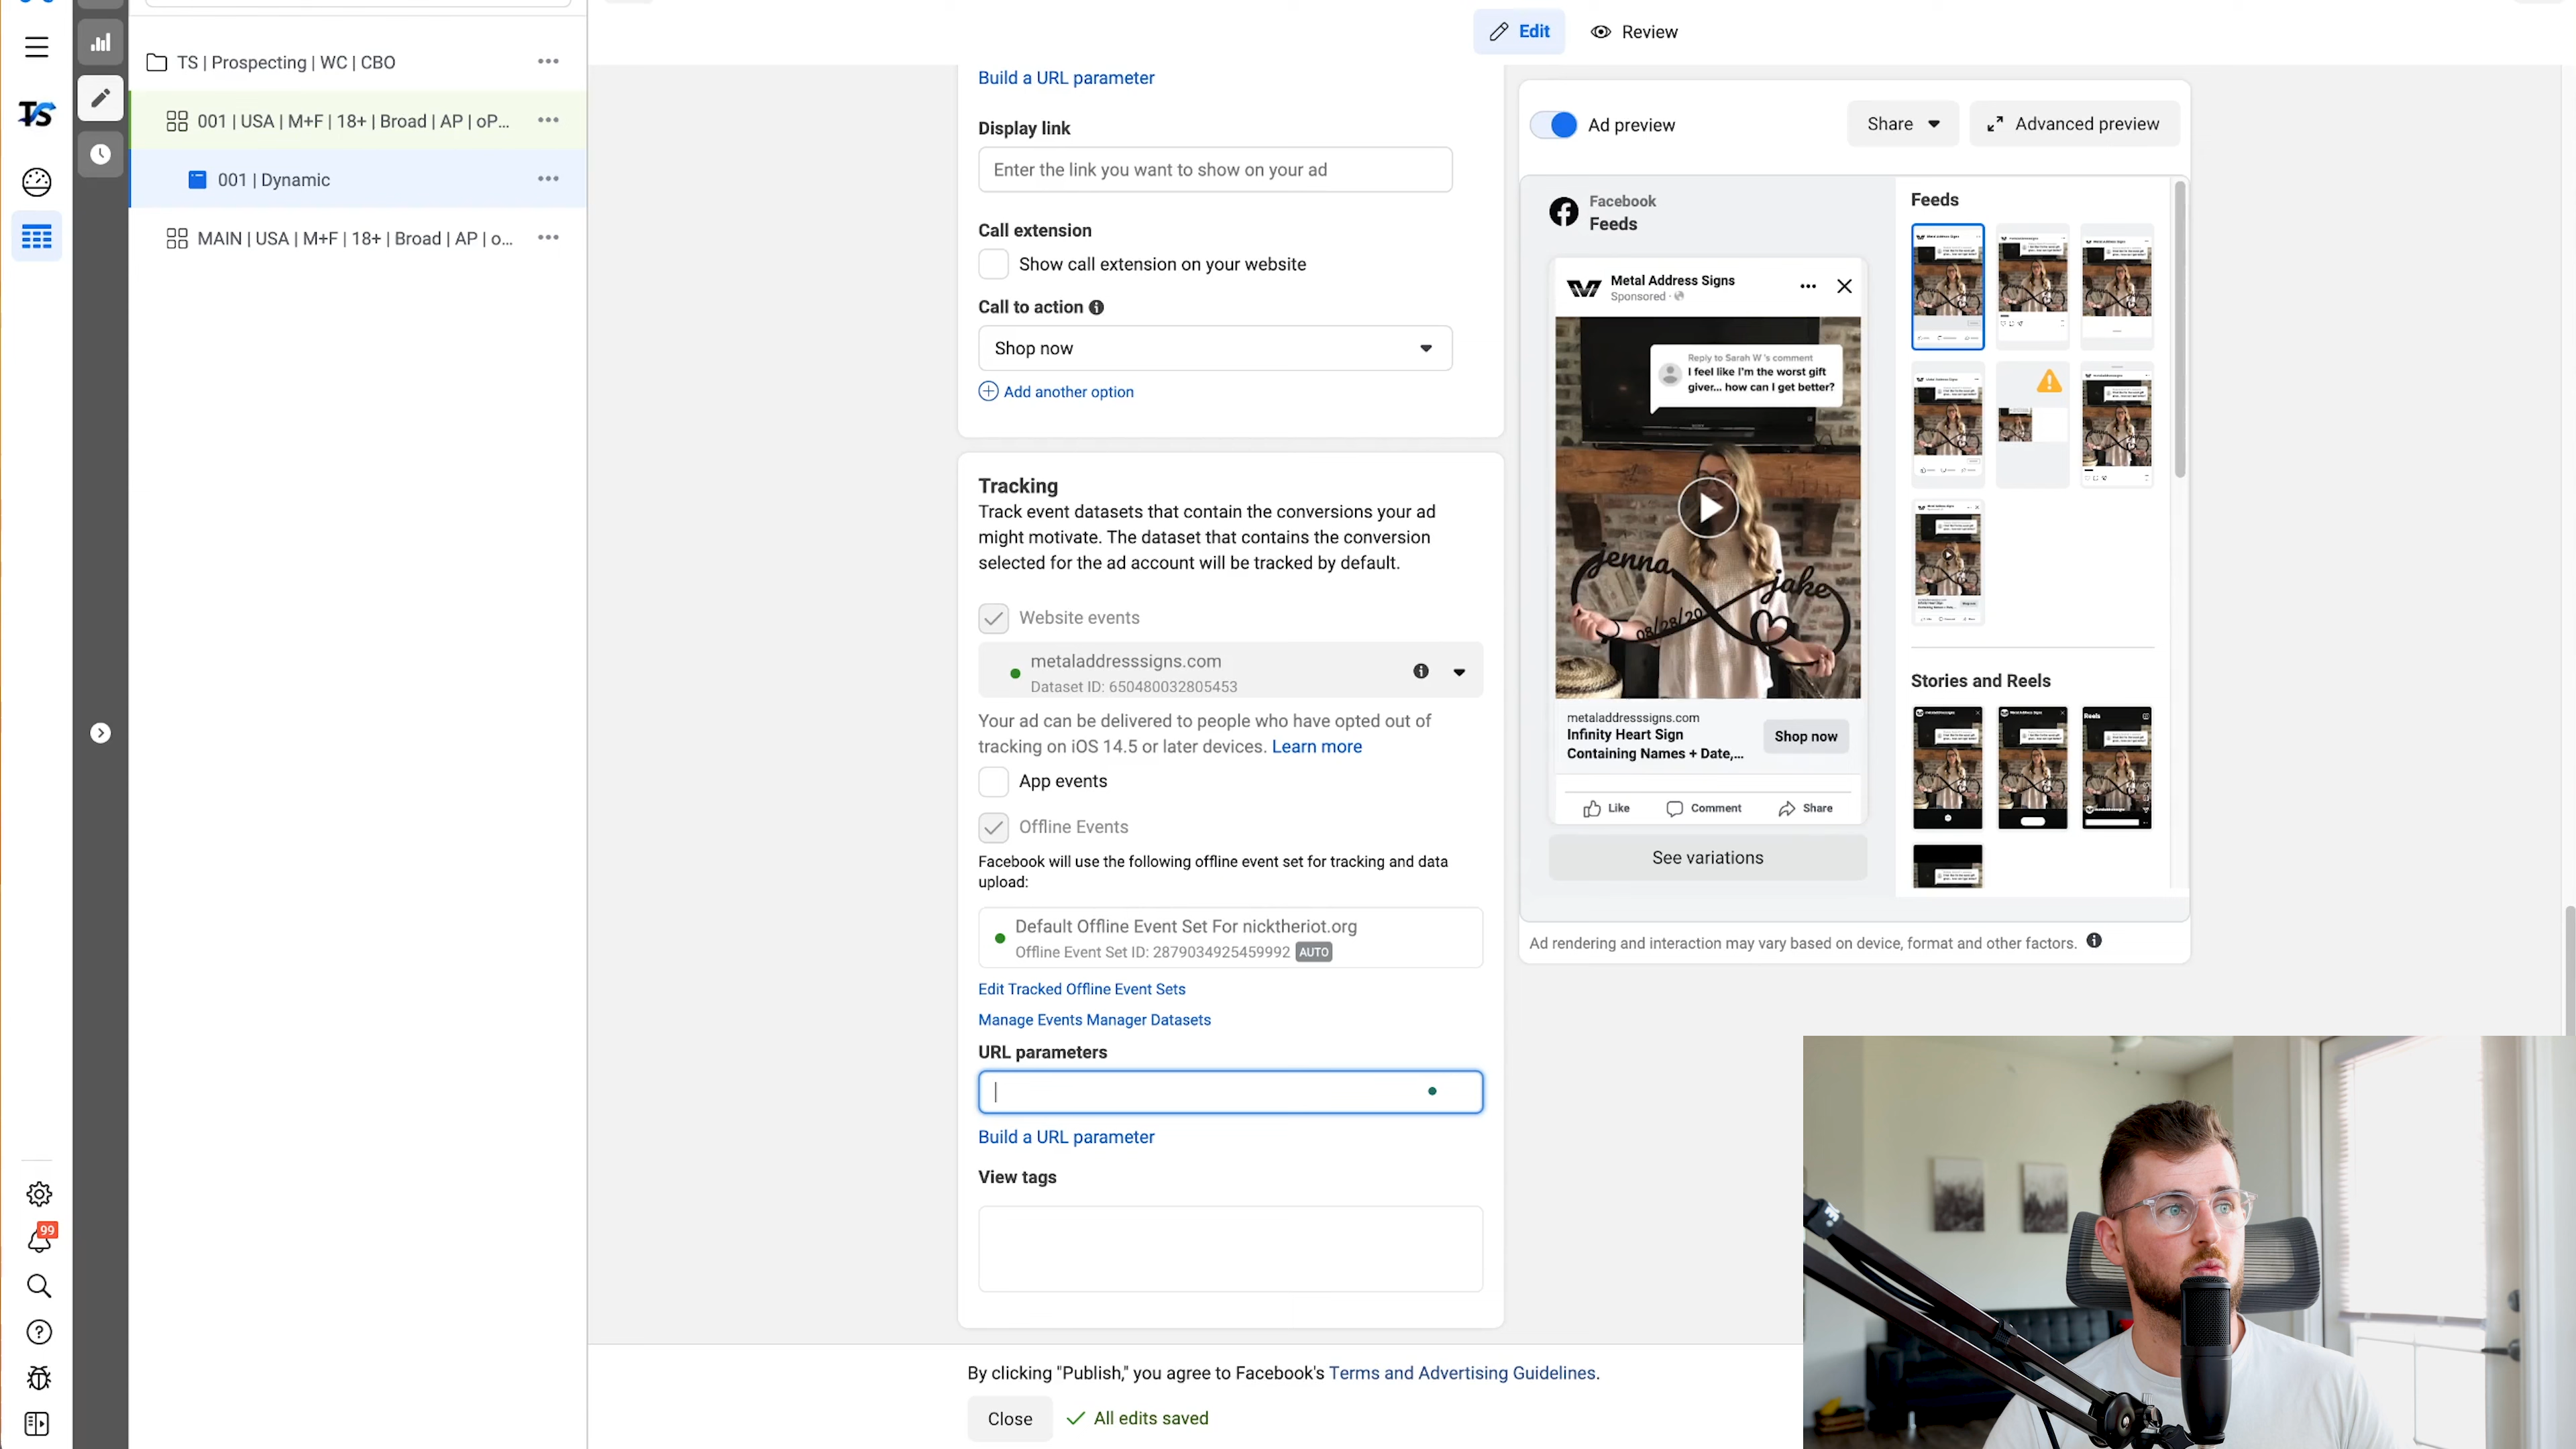 TS
99
TS | Prospecting | WC | CBO
001 | USA | M+F | 18+ | Broad | AP | oP...
001 | Dynamic
MAIN | USA | M+F | 18+ | Broad | AP | o...
Edit
Review
Build a URL parameter
Display link
Enter the link you want to show on your ad
Call extension
Show call extension on your website
Call to action
Shop now
Add another option
Tracking
Track event datasets that contain the conversions your ad
might motivate. The dataset that contains the conversion
selected for the ad account will be tracked by default.
Website events
metaladdresssigns.com
Dataset ID: 650480032805453
Your ad can be delivered to people who have opted out of
tracking on iOS 14.5 or later devices. Learn more
App events
Offline Events
Facebook will use the following offline event set for tracking and data
upload:
Default Offline Event Set For nicktheriot.org
Offline Event Set ID: 2879034925459992 AUTO
Edit Tracked Offline Event Sets
Manage Events Manager Datasets
URL parameters
Build a URL parameter
View tags
By clicking "Publish," you agree to Facebook's Terms and Advertising Guidelines.
Close
All edits saved
Ad preview
Share
Advanced preview
Facebook
Feeds
Metal Address Signs
Sponsored
Reply to Sarah W 's comment
I feel like I'm the worst gift
giver... how can I get better?
jenna
jake
08/28/20
metaladdresssigns.com
Infinity Heart Sign
Containing Names + Date,...
Shop now
Like
Comment
Share
See variations
Feeds
Stories and Reels
Reels
Ad rendering and interaction may vary based on device, format and other factors.